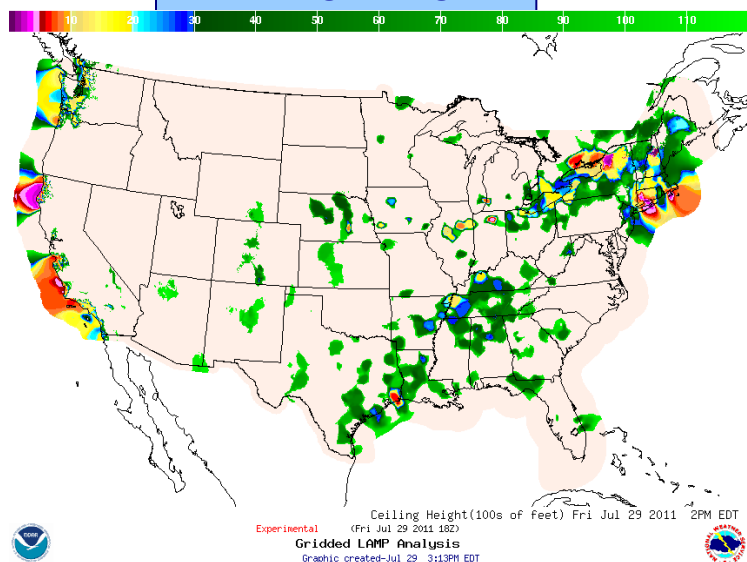 10 20 30 40 50 60 70 80 90 100 110
Ceiling Height(100s of feet) Fri Jul 29 2011 2PM EDT
Experimental (Fri Jul 29 2011 18Z)
Gridded LAMP Analysis
Graphic created-Jul 29 3:13PM EDT